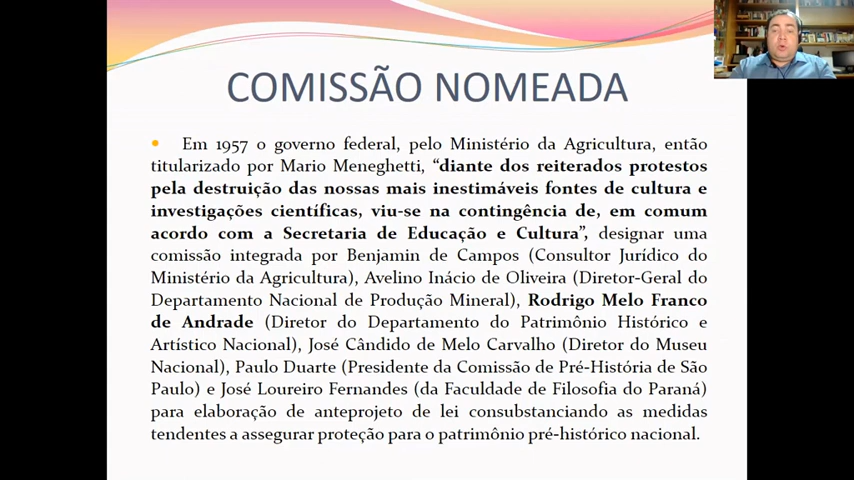 COMISSÃO NOMEADA
Em 1957 o governo federal, pelo Ministério da Agricultura, então
titularizado por Mario Meneghetti, “diante dos reiterados protestos
pela destruição das nossas mais inestimáveis fontes de cultura e
investigações científicas, viu-se na contingência de, em comum
acordo com a Secretaria de Educação e Cultura”, designar uma
comissão integrada por Benjamin de Campos (Consultor Jurídico do
Ministério da Agricultura), Avelino Inácio de Oliveira (Diretor-Geral do
Departamento Nacional de Produção Mineral), Rodrigo Melo Franco
de Andrade (Diretor do Departamento do Patrimônio Histórico e
Artístico Nacional), José Cândido de Melo Carvalho (Diretor do Museu
Nacional), Paulo Duarte (Presidente da Comissão de Pré-História de São
Paulo) e José Loureiro Fernandes (da Faculdade de Filosofia do Paraná)
para elaboração de anteprojeto de lei consubstanciando as medidas
tendentes a assegurar proteção para o patrimônio pré-histórico nacional.